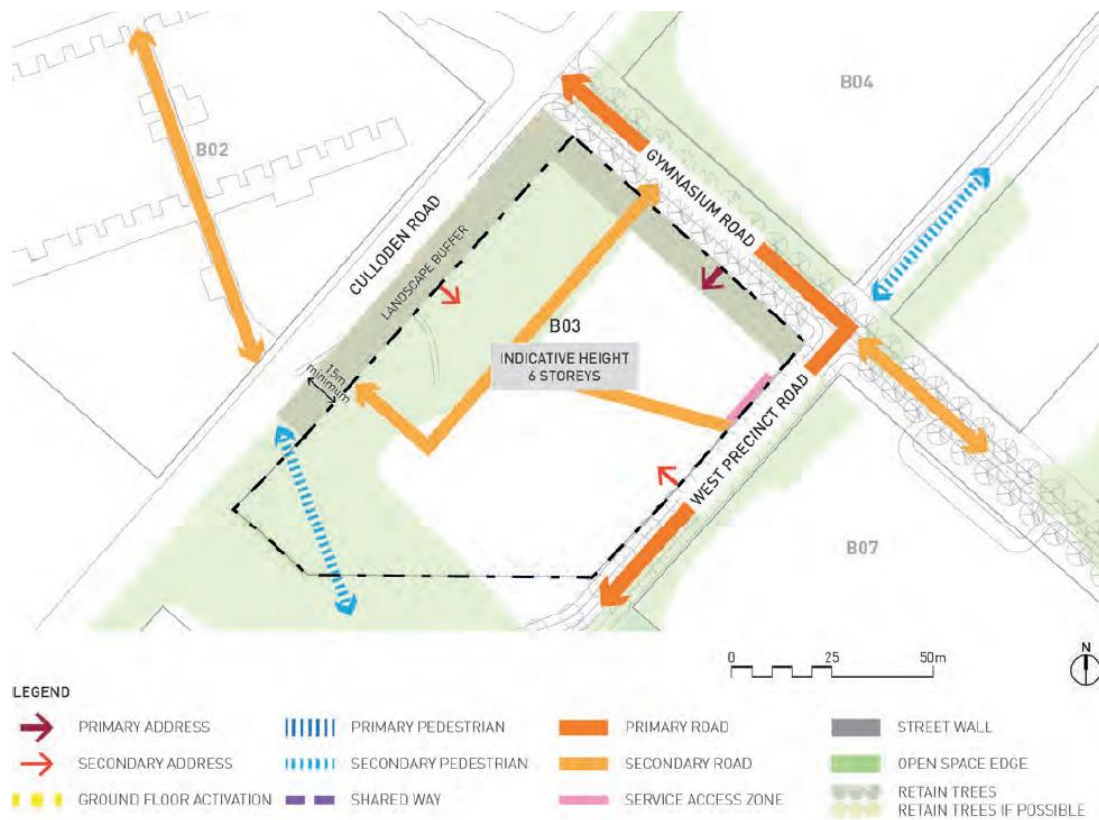 B04
B02
GYMNASIUM ROAD
CULLODEN ROAD
LANDSCAPE BUFFER
B03
INDICATIVE HEIGHT
6 STOREYS
15m
minimum
WEST PRECINCT ROAD
B07
0 25 50m
N
LEGEND
PRIMARY ADDRESS
PRIMARY PEDESTRIAN
PRIMARY ROAD
STREET WALL
SECONDARY ADDRESS
SECONDARY PEDESTRIAN
SECONDARY ROAD
OPEN SPACE EDGE
GROUND FLOOR ACTIVATION
SHARED WAY
SERVICE ACCESS ZONE
RETAIN TREES
RETAIN TREES IF POSSIBLE